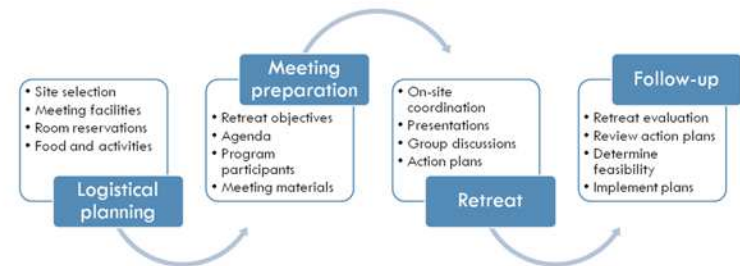 • Site selection
• Meeting facilities
• Room reservations
• Food and activities
Logistical
planning
Meeting
preparation
• Retreat objectives
• Agenda
• Program
participants
• Meeting materials
• On-site
coordination
• Presentations
• Group discussions
• Action plans
Retreat
Follow-up
• Retreat evaluation
• Review action plans
• Determine
feasibility
• Implement plans